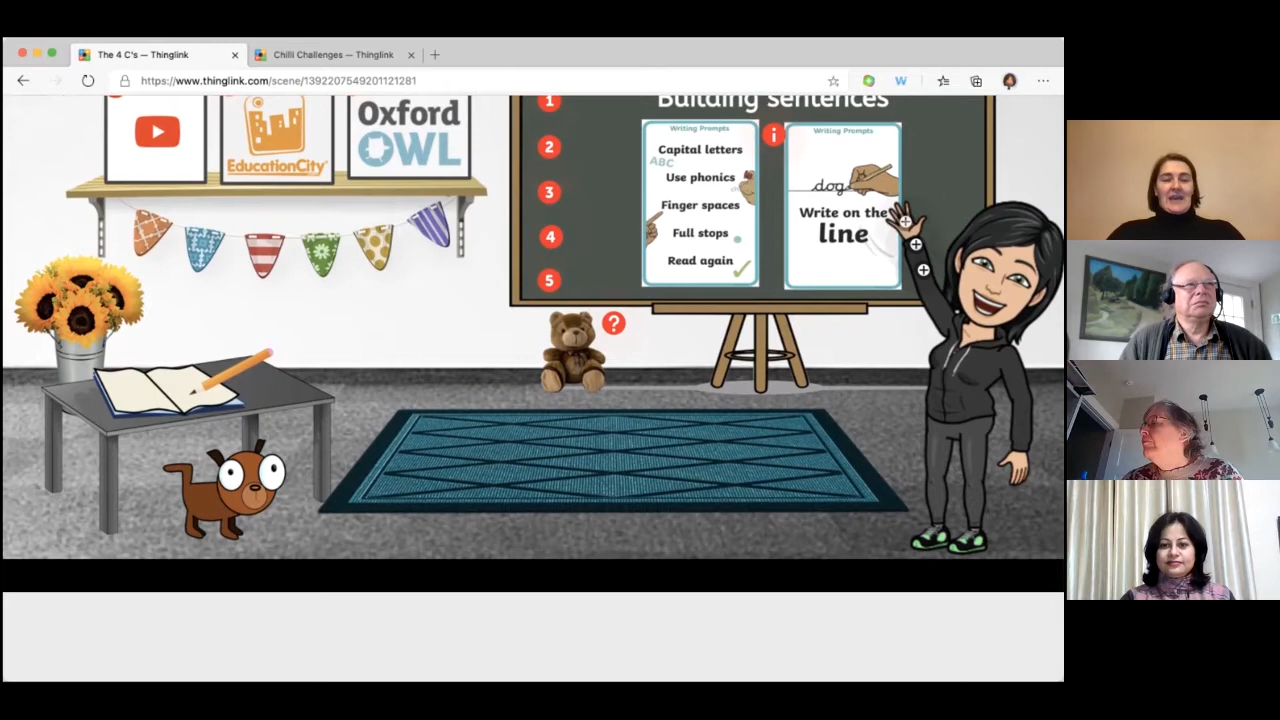 The 4 C's — Thinglink
Chilli Challenges — Thinglink
https://www.thinglink.com/scene/1392207549201121281
W
EducationCity®
Oxford
OWL
1
2
3
4
5
Building sentences
Writing Prompts
Capital letters
ABC
Use phonics
Finger spaces
Full stops
Read again
i
Writing Prompts
dog
Write on the
line
?